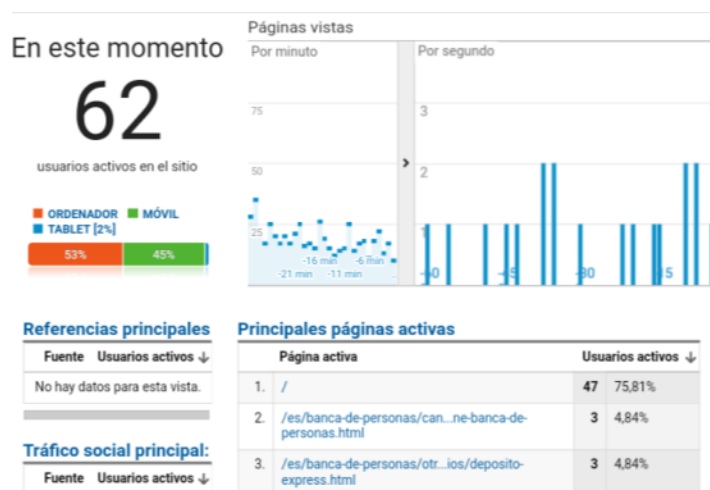 En este momento
62
usuarios activos en el sitio
ORDENADOR MÓVIL
TABLET [2%]
53% 45%
Páginas vistas
Por minuto
75
50
25
-16 min -6 min
-21 min -11 min
Por segundo
3
2
1
-30
Referencias principales
Fuente Usuarios activos
No hay datos para esta vista.
Tráfico social principal:
Fuente Usuarios activos
Principales páginas activas
Página activa Usuarios activos
1. / 47 75,81%
2. /es/banca-de-personas/can...ne-banca-de-
personas.html 3 4,84%
3. /es/banca-de-personas/otr...ios/deposito-
express.html 3 4,84%